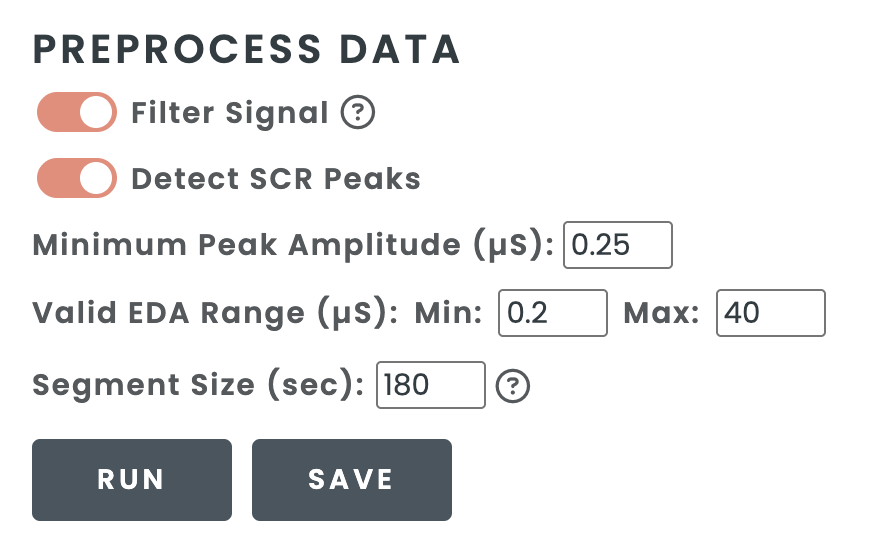 PREPROCESS DATA
Filter Signal ?
Detect SCR Peaks
Minimum Peak Amplitude (μS): 0.25
Valid EDA Range (μS): Min: 0.2 Max: 40
Segment Size (sec): 180 ?
RUN SAVE